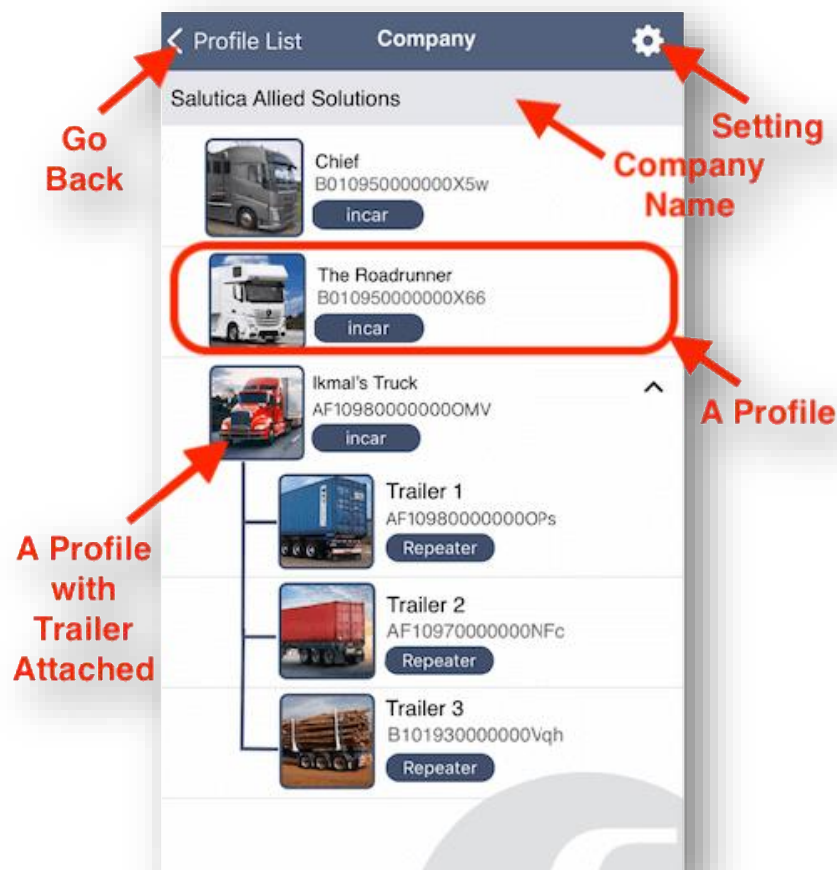 Profile List
Company
Salutica Allied Solutions
Go
Back
Setting
Company
Name
Chief
B010950000000X5w
incar
The Roadrunner
B010950000000X66
incar
A Profile
Ikmal's Truck
AF109800000000MV
incar
A Profile
with
Trailer
Attached
Trailer 1
AF10980000000OPs
Repeater
Trailer 2
AF10970000000NFc
Repeater
Trailer 3
B101930000000Vqh
Repeater